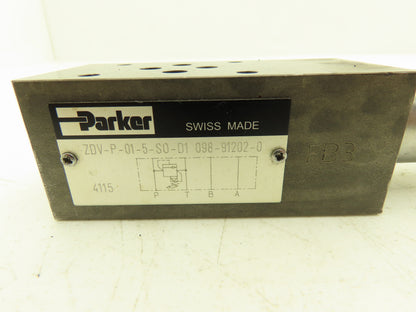 Parker
SWISS MADE
ZDV-P-01-5-S0-D1 098-91202-0
4115
P T B A